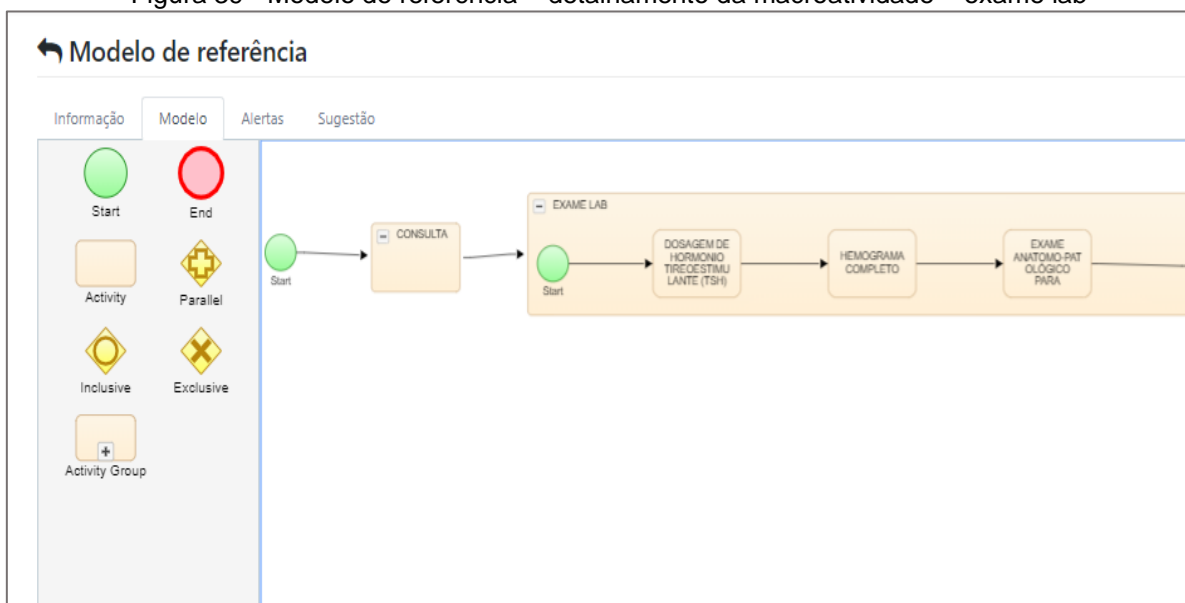 Modelo de referência
Informação
Modelo
Alertas
Sugestão
Start
End
Activity
Parallel
Inclusive
Exclusive
Activity Group
Start
CONSULTA
EXAME LAB
Start
DOSAGEM DE
HORMONIO
TIREOESTIMU
LANTE (TSH)
HEMOGRAMA
COMPLETO
EXAME
ANATOMO-PAT
OLÓGICO
PARA